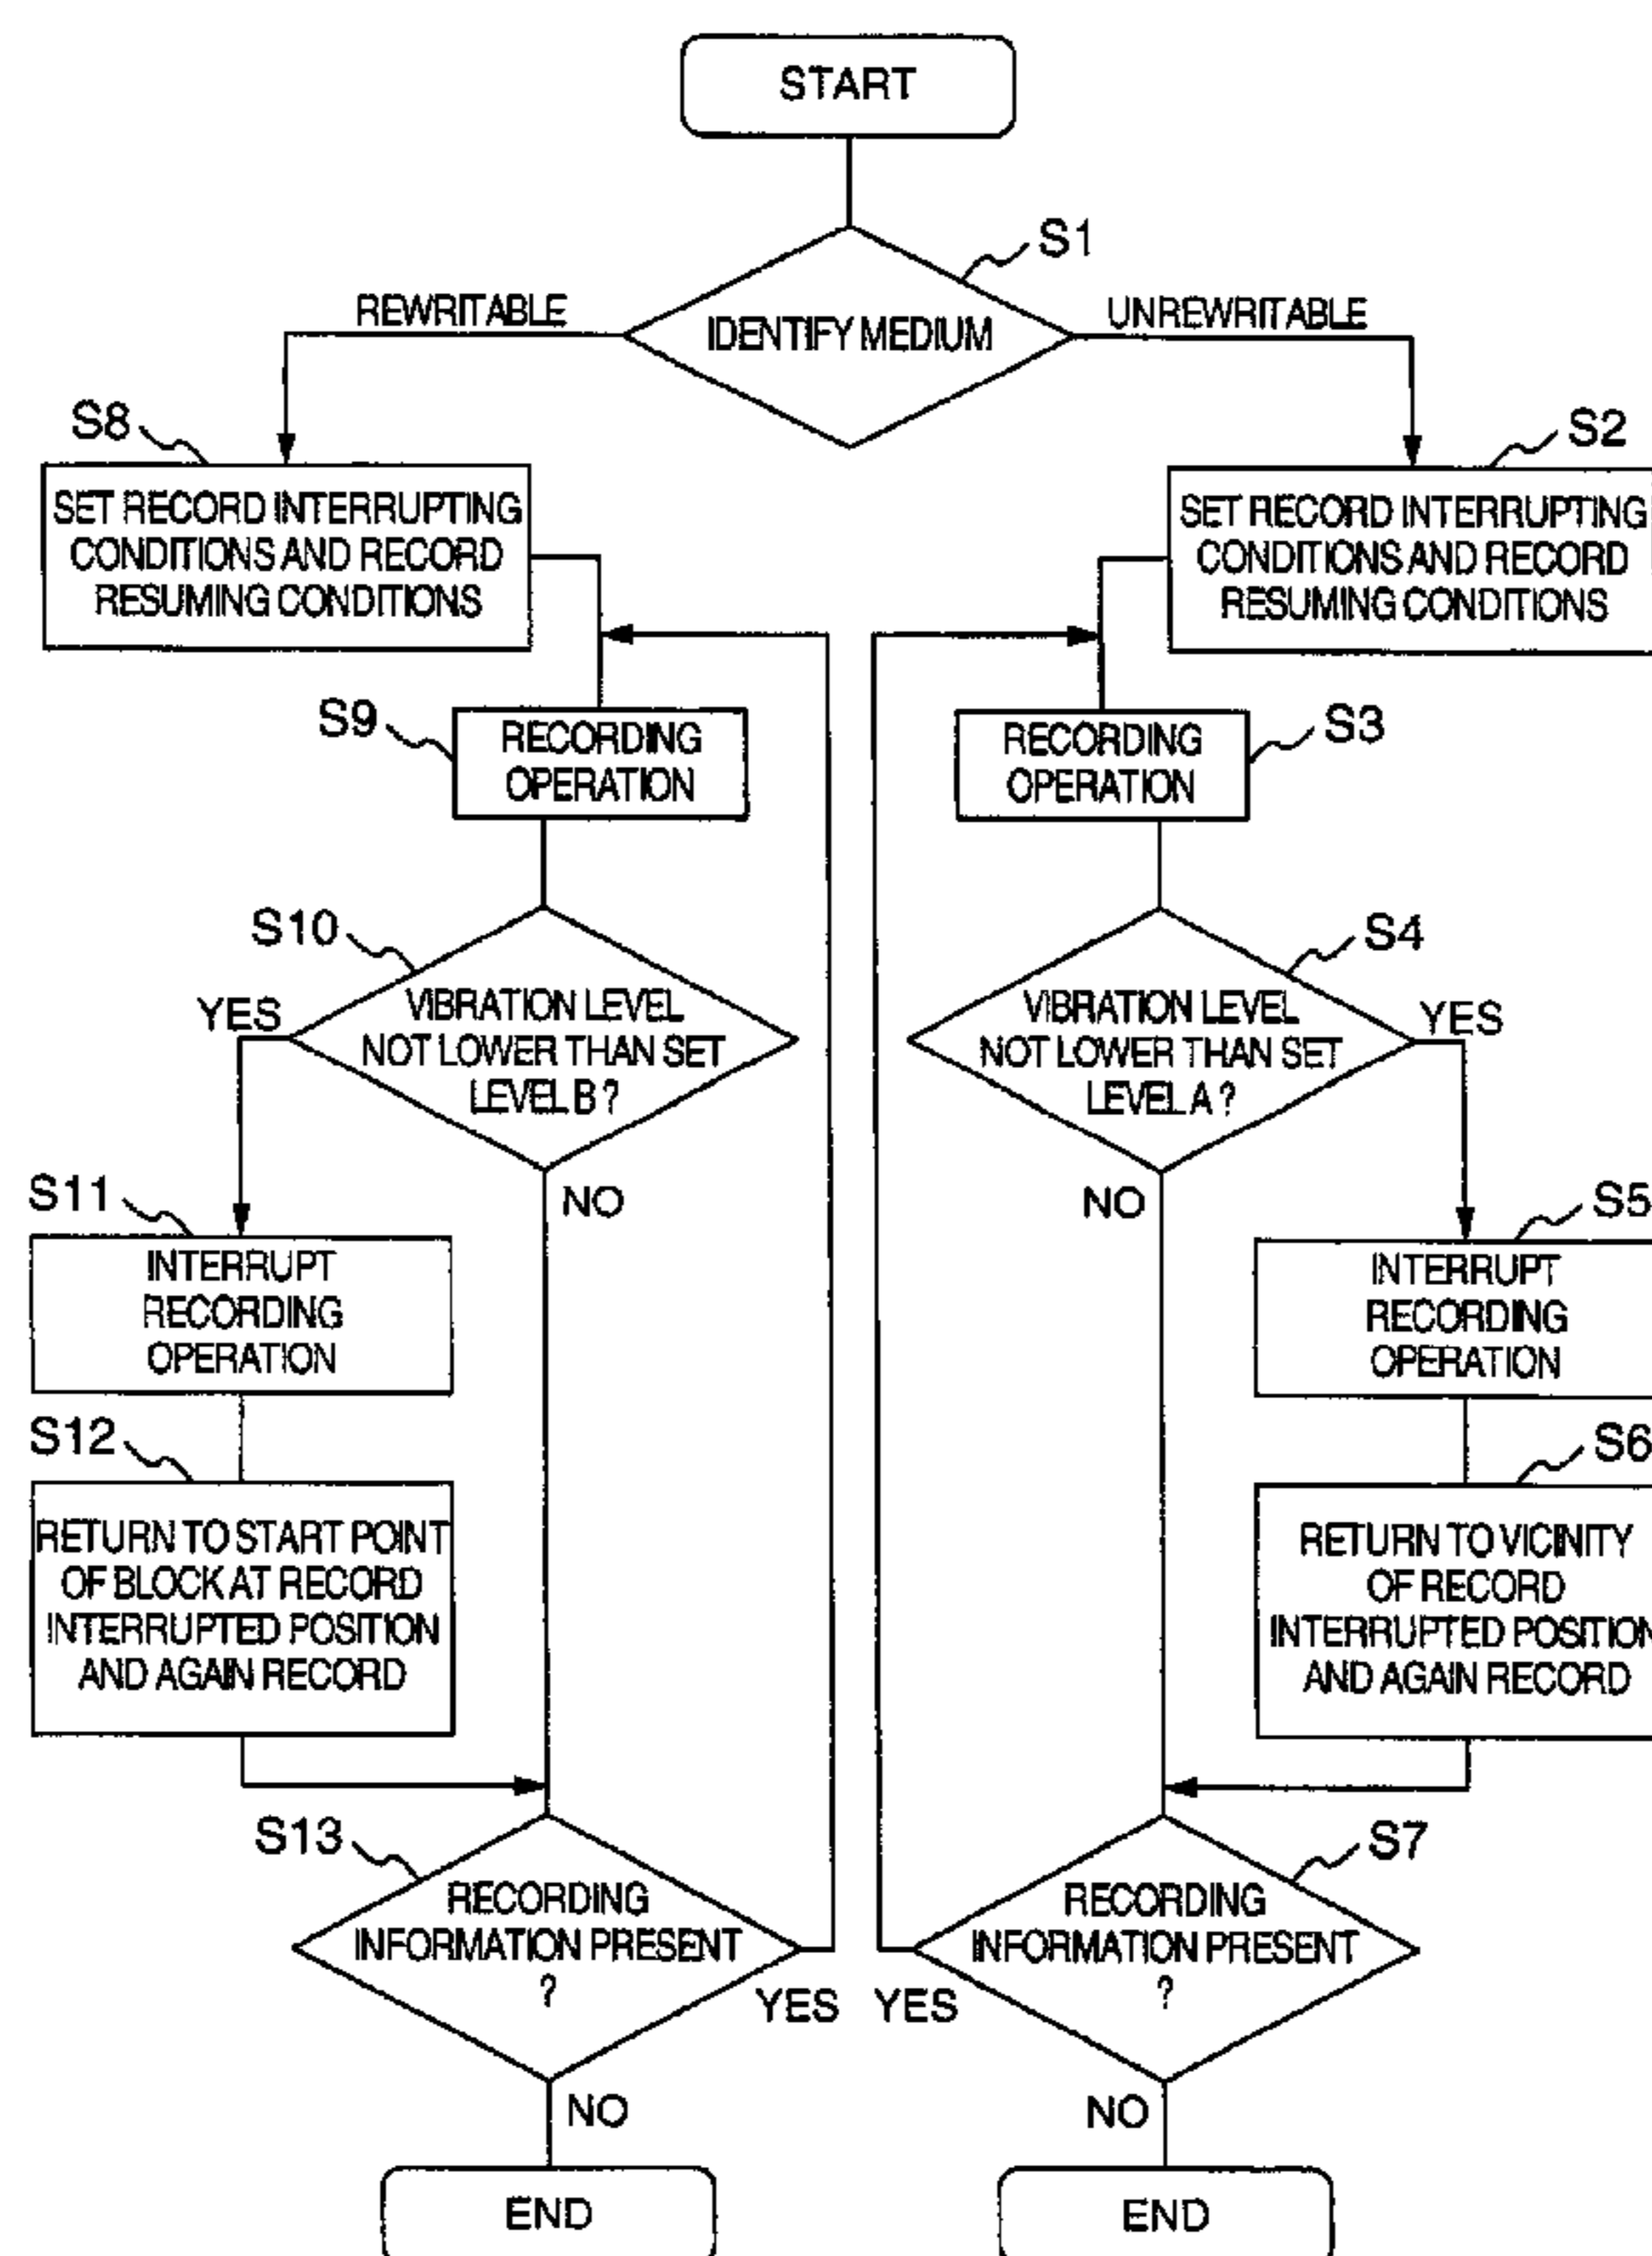 START
S1
IDENTIFY MEDIUM
REWRITABLE
UNREWRITABLE
S8
SET RECORD INTERRUPTING
CONDITIONS AND RECORD
RESUMING CONDITIONS
S2
SET RECORD INTERRUPTING
CONDITIONS AND RECORD
RESUMING CONDITIONS
S9
RECORDING
OPERATION
S3
RECORDING
OPERATION
S10
VIBRATION LEVEL
NOT LOWER THAN SET
LEVEL B ?
YES
NO
S4
VIBRATION LEVEL
NOT LOWER THAN SET
LEVEL A ?
YES
NO
S11
INTERRUPT
RECORDING
OPERATION
S5
INTERRUPT
RECORDING
OPERATION
S12
RETURN TO START POINT
OF BLOCK AT RECORD
INTERRUPTED POSITION
AND AGAIN RECORD
S6
RETURN TO VICINITY
OF RECORD
INTERRUPTED POSITION
AND AGAIN RECORD
S13
RECORDING
INFORMATION PRESENT
?
YES
NO
S7
RECORDING
INFORMATION PRESENT
?
YES
NO
END
END